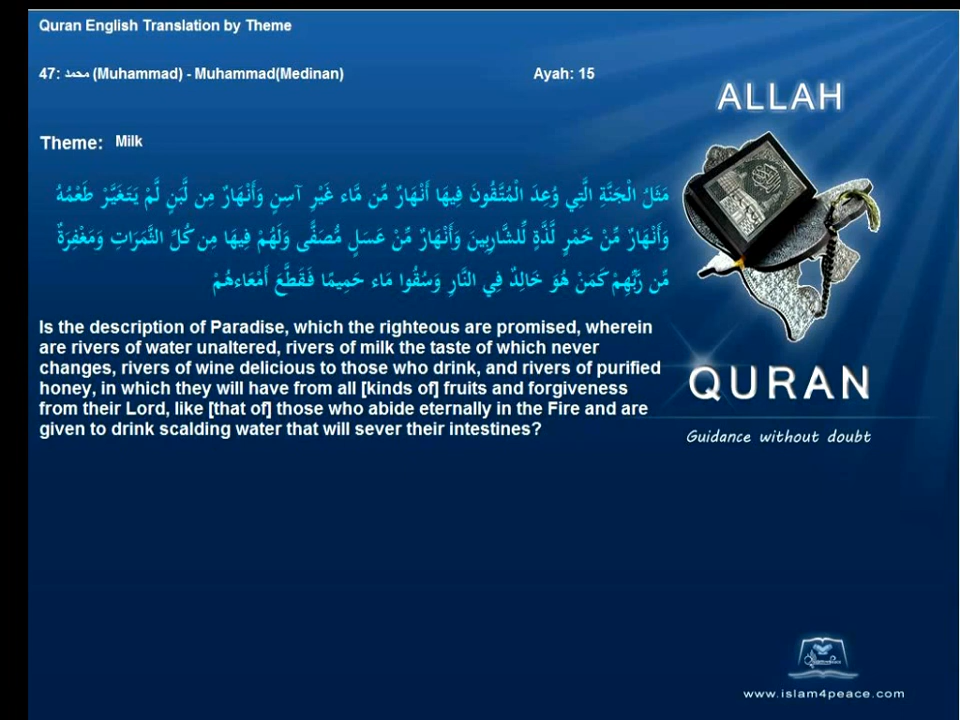 Quran English Translation by Theme
47: محمد (Muhammad) - Muhammad(Medinan) Ayah: 15
ALLAH
Theme: Milk
مَثَلُ الْجَنَّةِ الَّتِي وُعِدَ الْمُتَّقُونَ فِيهَا أَنْهَارٌ مِّن مَّاء غَيْرِ آسِنٍ وَأَنْهَارٌ مِن لَّبَنٍ لَّمْ يَتَغَيَّرْ طَعْمُهُ
وَأَنْهَارٌ مِّنْ خَمْرٍ لَّذَّةٍ لِّلشَّارِبِينَ وَأَنْهَارٌ مِّنْ عَسَلٍ مُّصَفًّى وَلَهُمْ فِيهَا مِن كُلِّ الثَّمَرَاتِ وَمَغْفِرَةٌ
مِّن رَّبِّهِمْ كَمَنْ هُوَ خَالِدٌ فِي النَّارِ وَسُقُوا مَاء حَمِيمًا فَقَطَّعَ أَمْعَاءهُمْ
Is the description of Paradise, which the righteous are promised, wherein
are rivers of water unaltered, rivers of milk the taste of which never
changes, rivers of wine delicious to those who drink, and rivers of purified
honey, in which they will have from all [kinds of] fruits and forgiveness
from their Lord, like [that of] those who abide eternally in the Fire and are
given to drink scalding water that will sever their intestines?
QURAN
Guidance without doubt
www.islam4peace.com